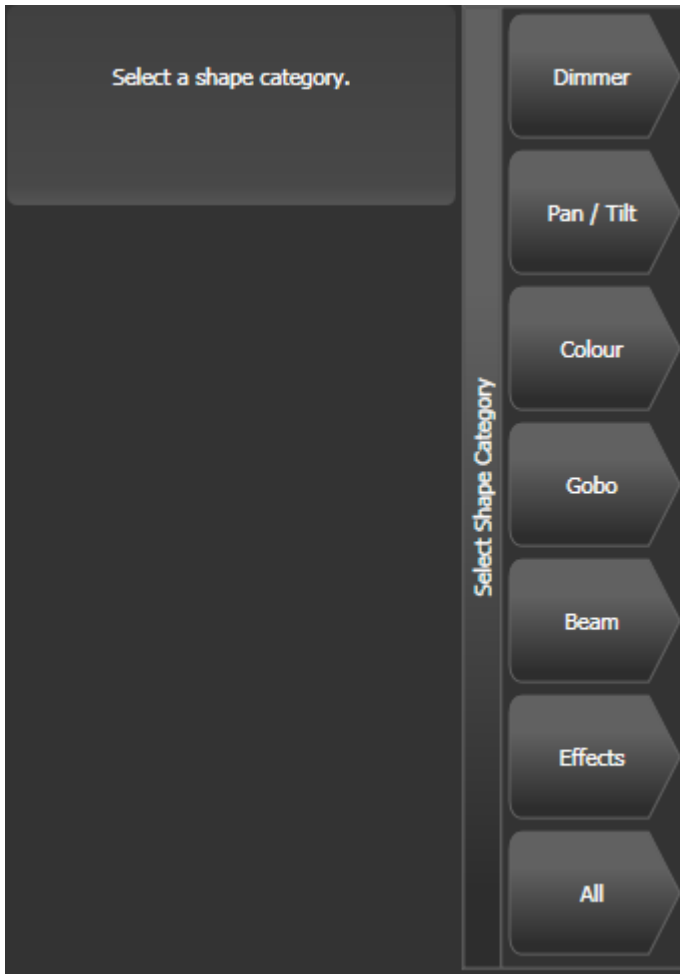 Select a shape category.
Select Shape Category
Dimmer
Pan / Tilt
Colour
Gobo
Beam
Effects
All